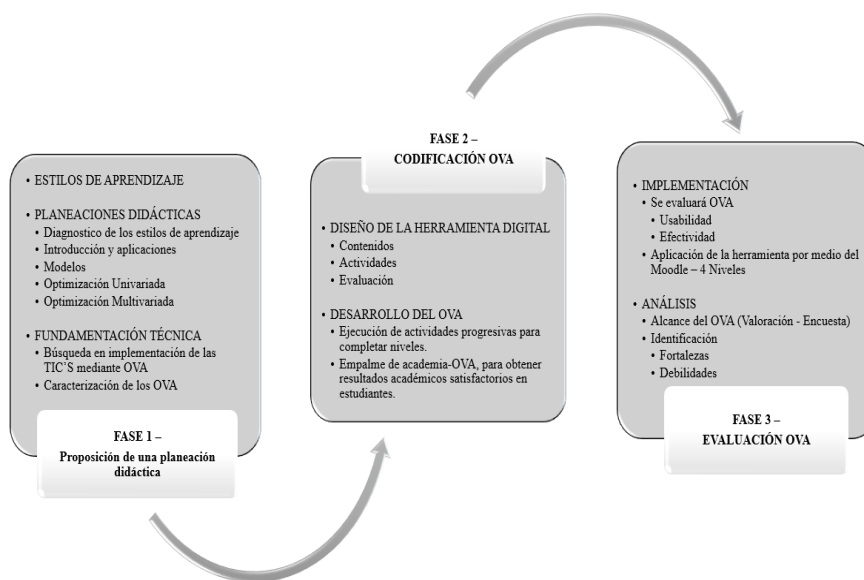 • ESTILOS DE APRENDIZAJE
• PLANEACIONES DIDÁCTICAS
• Diagnostico de los estilos de aprendizaje
• Introducción y aplicaciones
• Modelos
• Optimización Univariada
• Optimización Multivariada
• FUNDAMENTACIÓN TÉCNICA
• Búsqueda en implementación de las
TIC'S mediante OVA
• Caracterización de los OVA
FASE 1 –
Proposición de una planeación
didáctica
FASE 2 –
CODIFICACIÓN OVA
• DISEÑO DE LA HERRAMIENTA DIGITAL
• Contenidos
• Actividades
• Evaluación
• DESARROLLO DEL OVA
• Ejecución de actividades progresivas para
completar niveles.
• Empalme de academia-OVA, para obtener
resultados académicos satisfactorios en
estudiantes.
• IMPLEMENTACIÓN
• Se evaluará OVA
• Usabilidad
• Efectividad
• Aplicación de la herramienta por medio del
Moodle – 4 Niveles
• ANÁLISIS
• Alcance del OVA (Valoración - Encuesta)
• Identificación
• Fortalezas
• Debilidades
FASE 3 –
EVALUACIÓN OVA